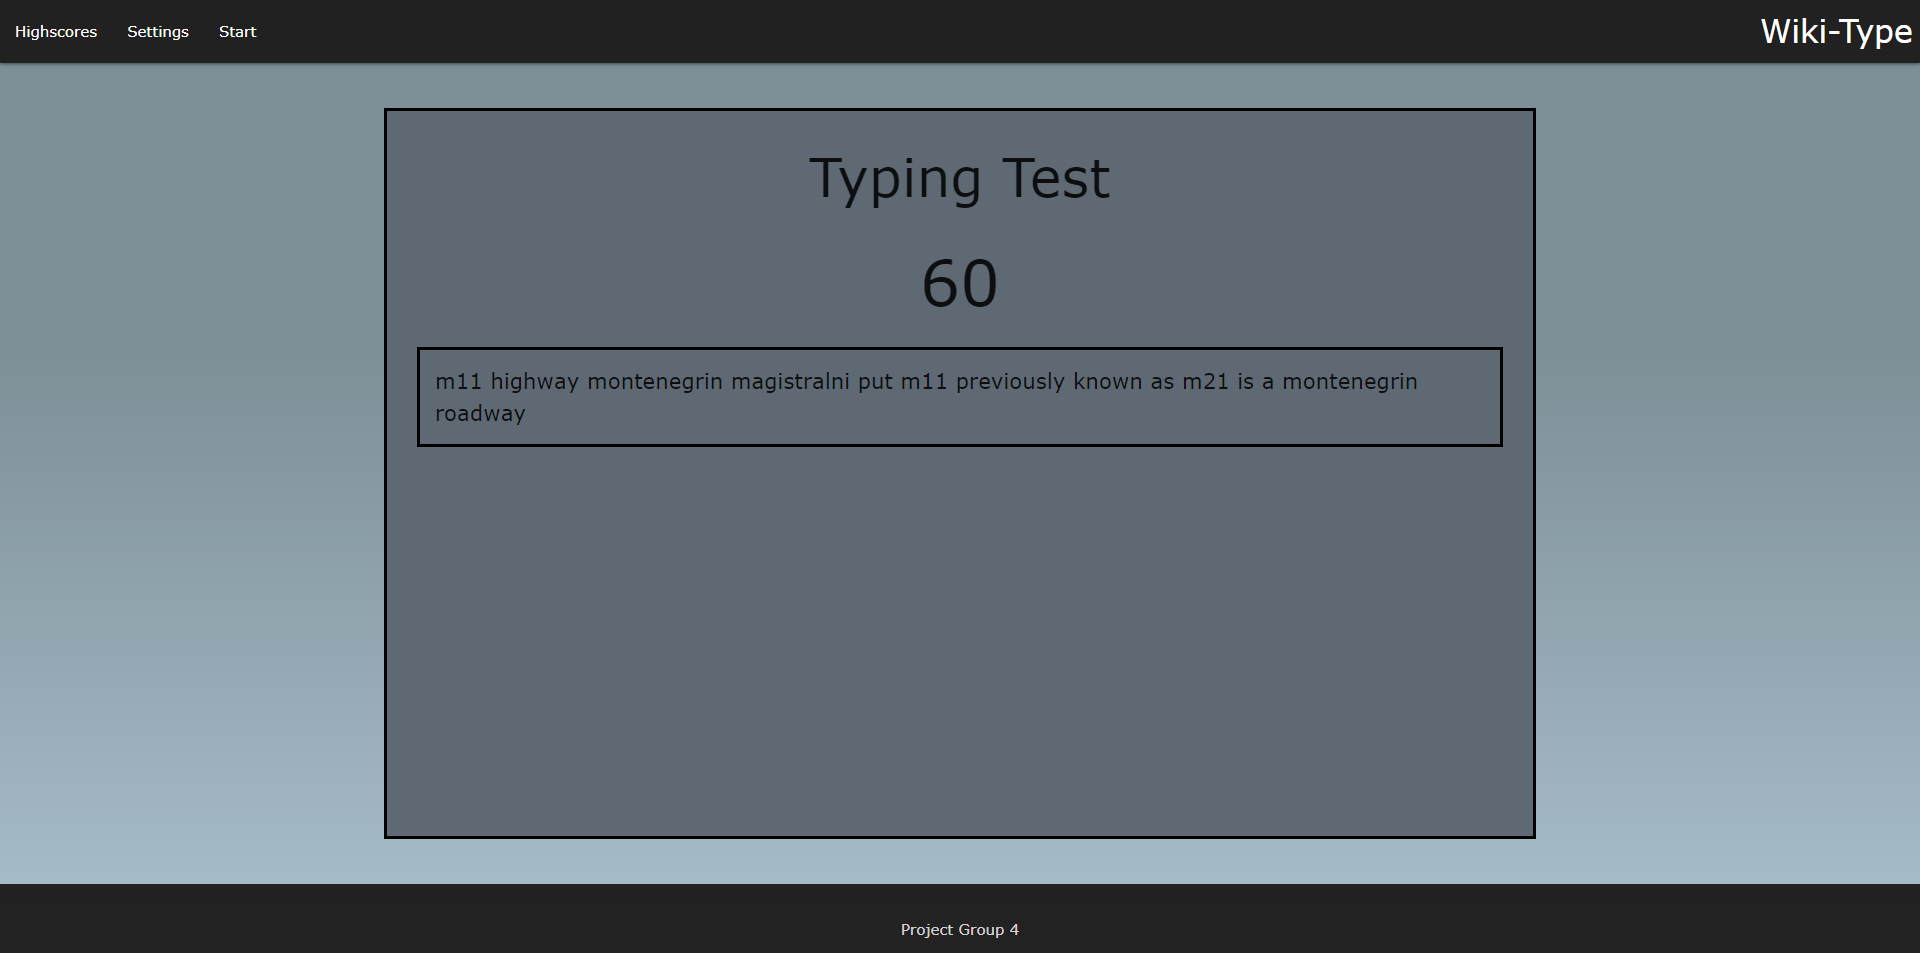 Highscores Settings Start Wiki-Type
Typing Test
60
m11 highway montenegrin magistralni put m11 previously known as m21 is a montenegrin
roadway
Project Group 4